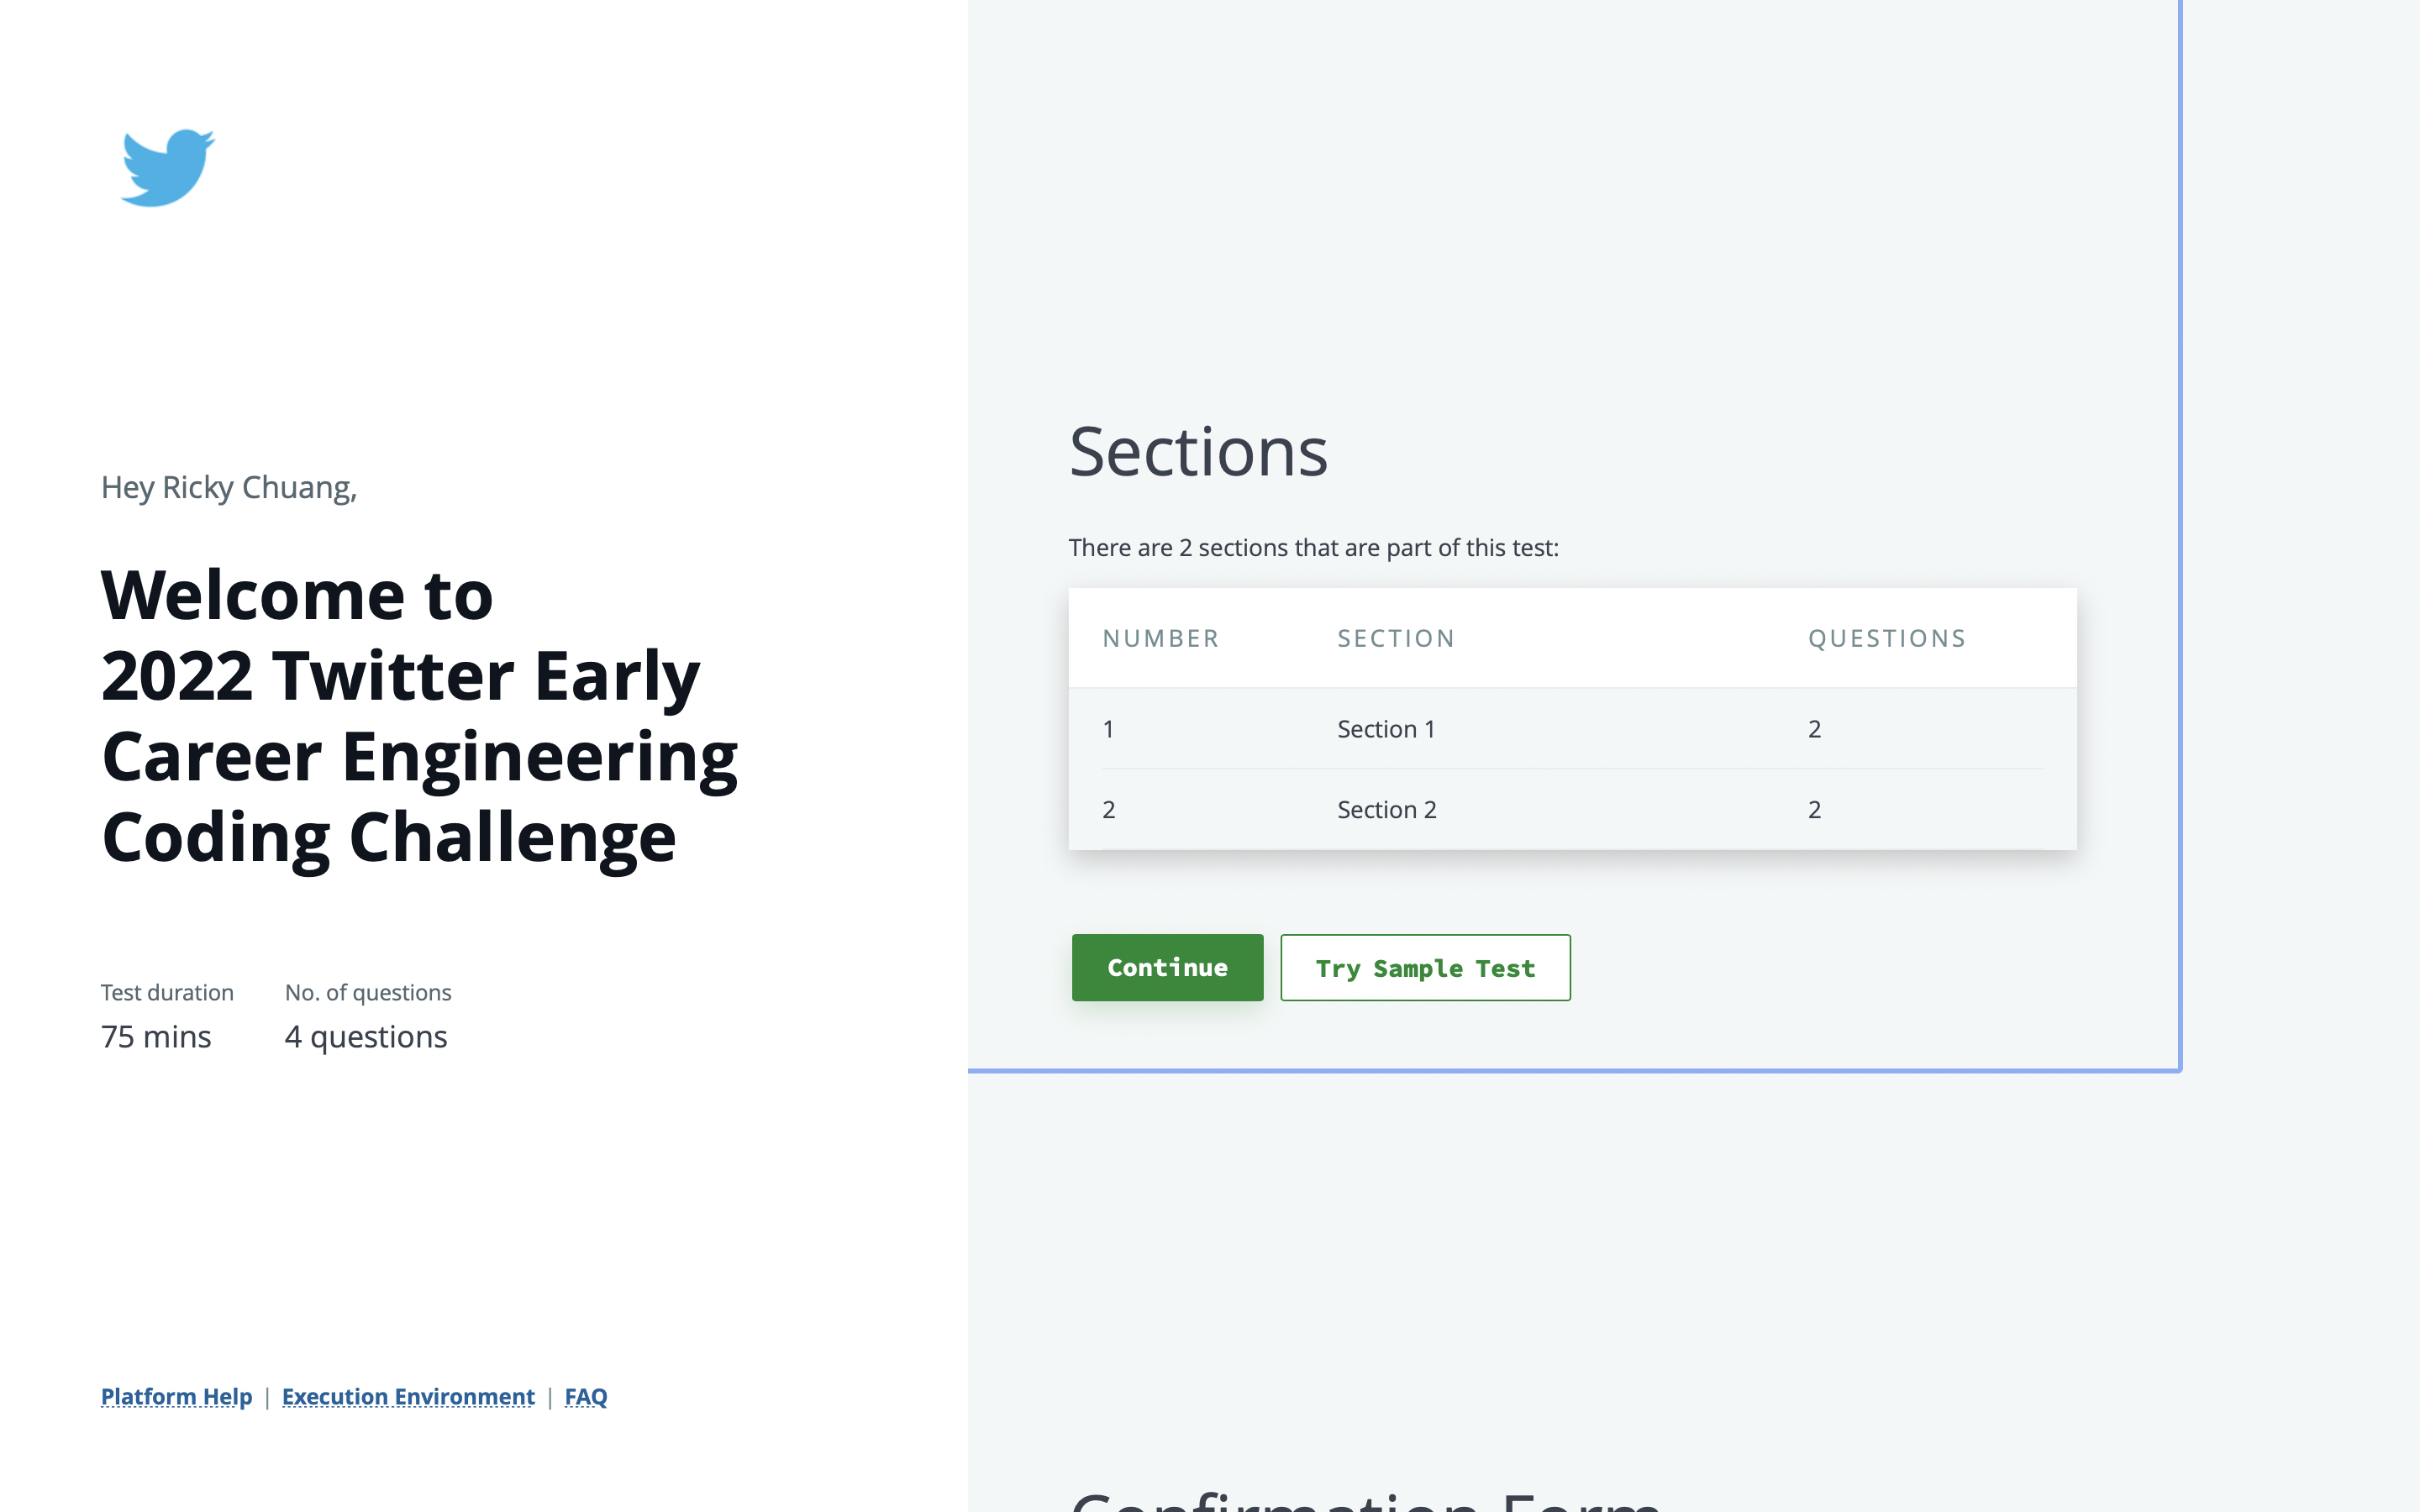 Hey Ricky Chuang,
Welcome to
2022 Twitter Early
Career Engineering
Coding Challenge
Test duration
No. of questions
75 mins
4 questions
Platform Help | Execution Environment | FAQ
Sections
There are 2 sections that are part of this test:
NUMBER SECTION QUESTIONS
1 Section 1 2
2 Section 2 2
Continue
Try Sample Test
Confirmation Form